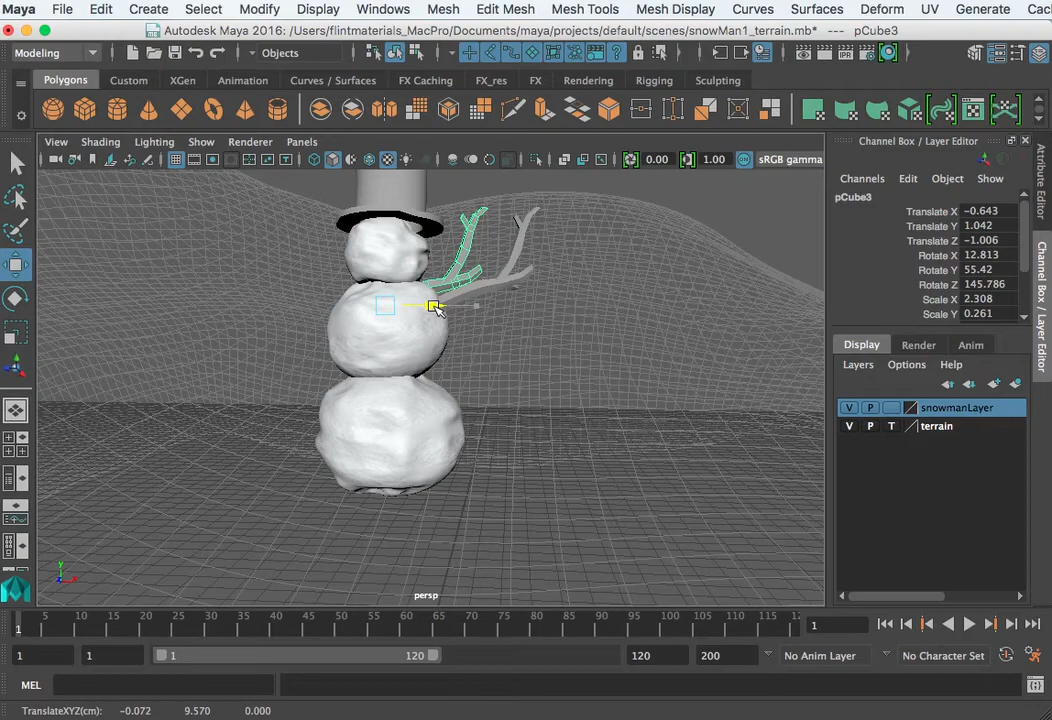 Maya File Edit Create Select Modify Display Windows Mesh Edit Mesh Mesh Tools Mesh Display Curves Surfaces Deform UV Generate
Autodesk Maya 2016: /Users/flintmaterials_MacPro/Documents/maya/projects/default/scenes/snowMan1_terrain.mb* --- pCube3
Modeling Objects
Polygons Custom XGen Animation Curves / Surfaces FX Caching FX_res FX Rendering Rigging Sculpting
View Shading Lighting Show Renderer Panels
0.00 1.00 sRGB gamma
Channel Box / Layer Editor
Channels Edit Object Show
pCube3
Translate X -0.643
Translate Y 1.042
Translate Z -1.006
Rotate X 12.813
Rotate Y 55.42
Rotate Z 145.786
Scale X 2.308
Scale Y 0.261
Display Render Anim
Layers Options Help
V P snowmanLayer
V P T terrain
Attribute Editor
Channel Box / Layer Editor
y
z x
persp
5 10 15 20 25 30 35 40 45 50 55 60 65 70 75 80 85 90 95 100 105 110 115
1 1
1 1 1 120 120 200 No Anim Layer No Character Set
MEL
TranslateXYZ(cm): -0.072 9.570 0.000